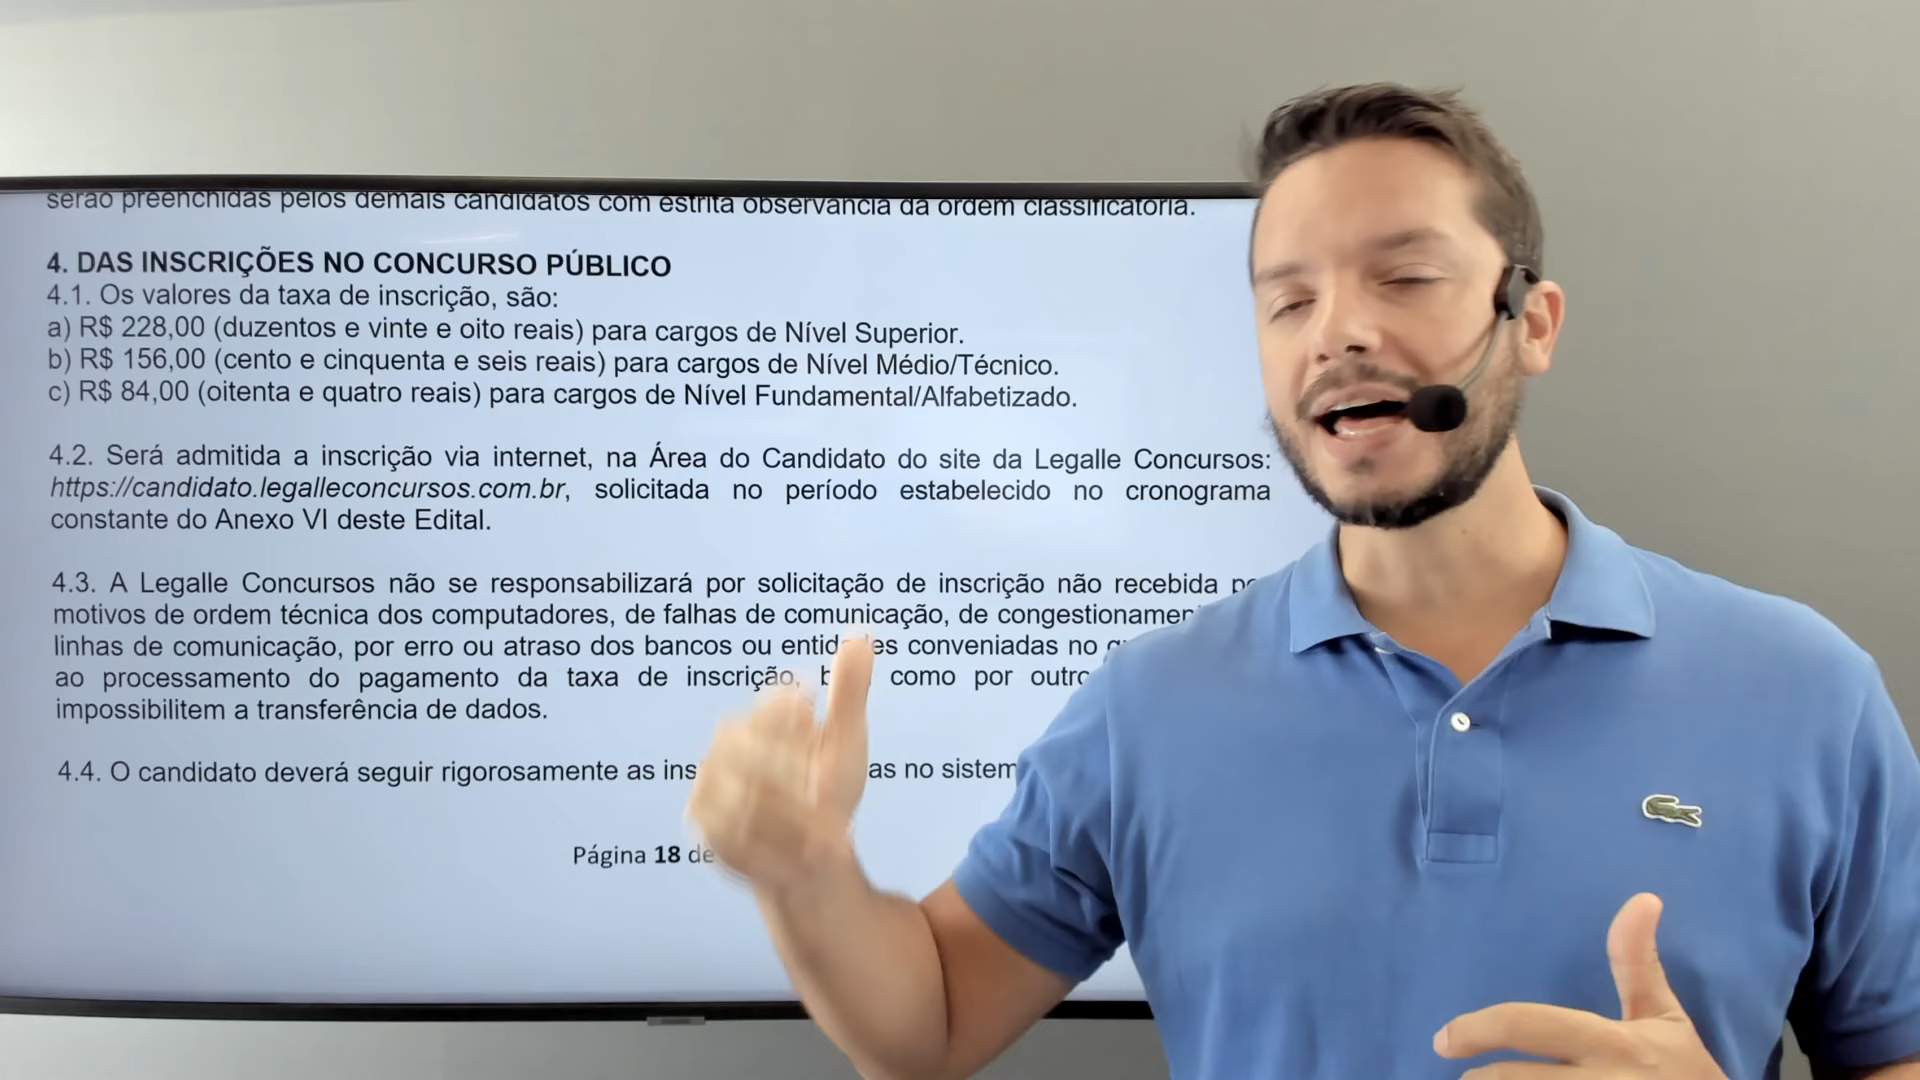 serão preenchidas pelos demais candidatos com estrita observância da ordem classificatória.
4. DAS INSCRIÇÕES NO CONCURSO PÚBLICO
4.1. Os valores da taxa de inscrição, são:
a) R$ 228,00 (duzentos e vinte e oito reais) para cargos de Nível Superior.
b) R$ 156,00 (cento e cinquenta e seis reais) para cargos de Nível Médio/Técnico.
c) R$ 84,00 (oitenta e quatro reais) para cargos de Nível Fundamental/Alfabetizado.
4.2. Será admitida a inscrição via internet, na Área do Candidato do site da Legalle Concursos:
https://candidato.legalleconcursos.com.br, solicitada no período estabelecido no cronograma
constante do Anexo VI deste Edital.
4.3. A Legalle Concursos não se responsabilizará por solicitação de inscrição não recebida
motivos de ordem técnica dos computadores, de falhas de comunicação, de
linhas de comunicação, por erro ou atraso dos bancos ou conveniadas no
ao processamento do pagamento da taxa de inscrição, como por
impossibilitem a transferência de dados.
4.4. O candidato deverá seguir rigorosamente as no
Página 18 de